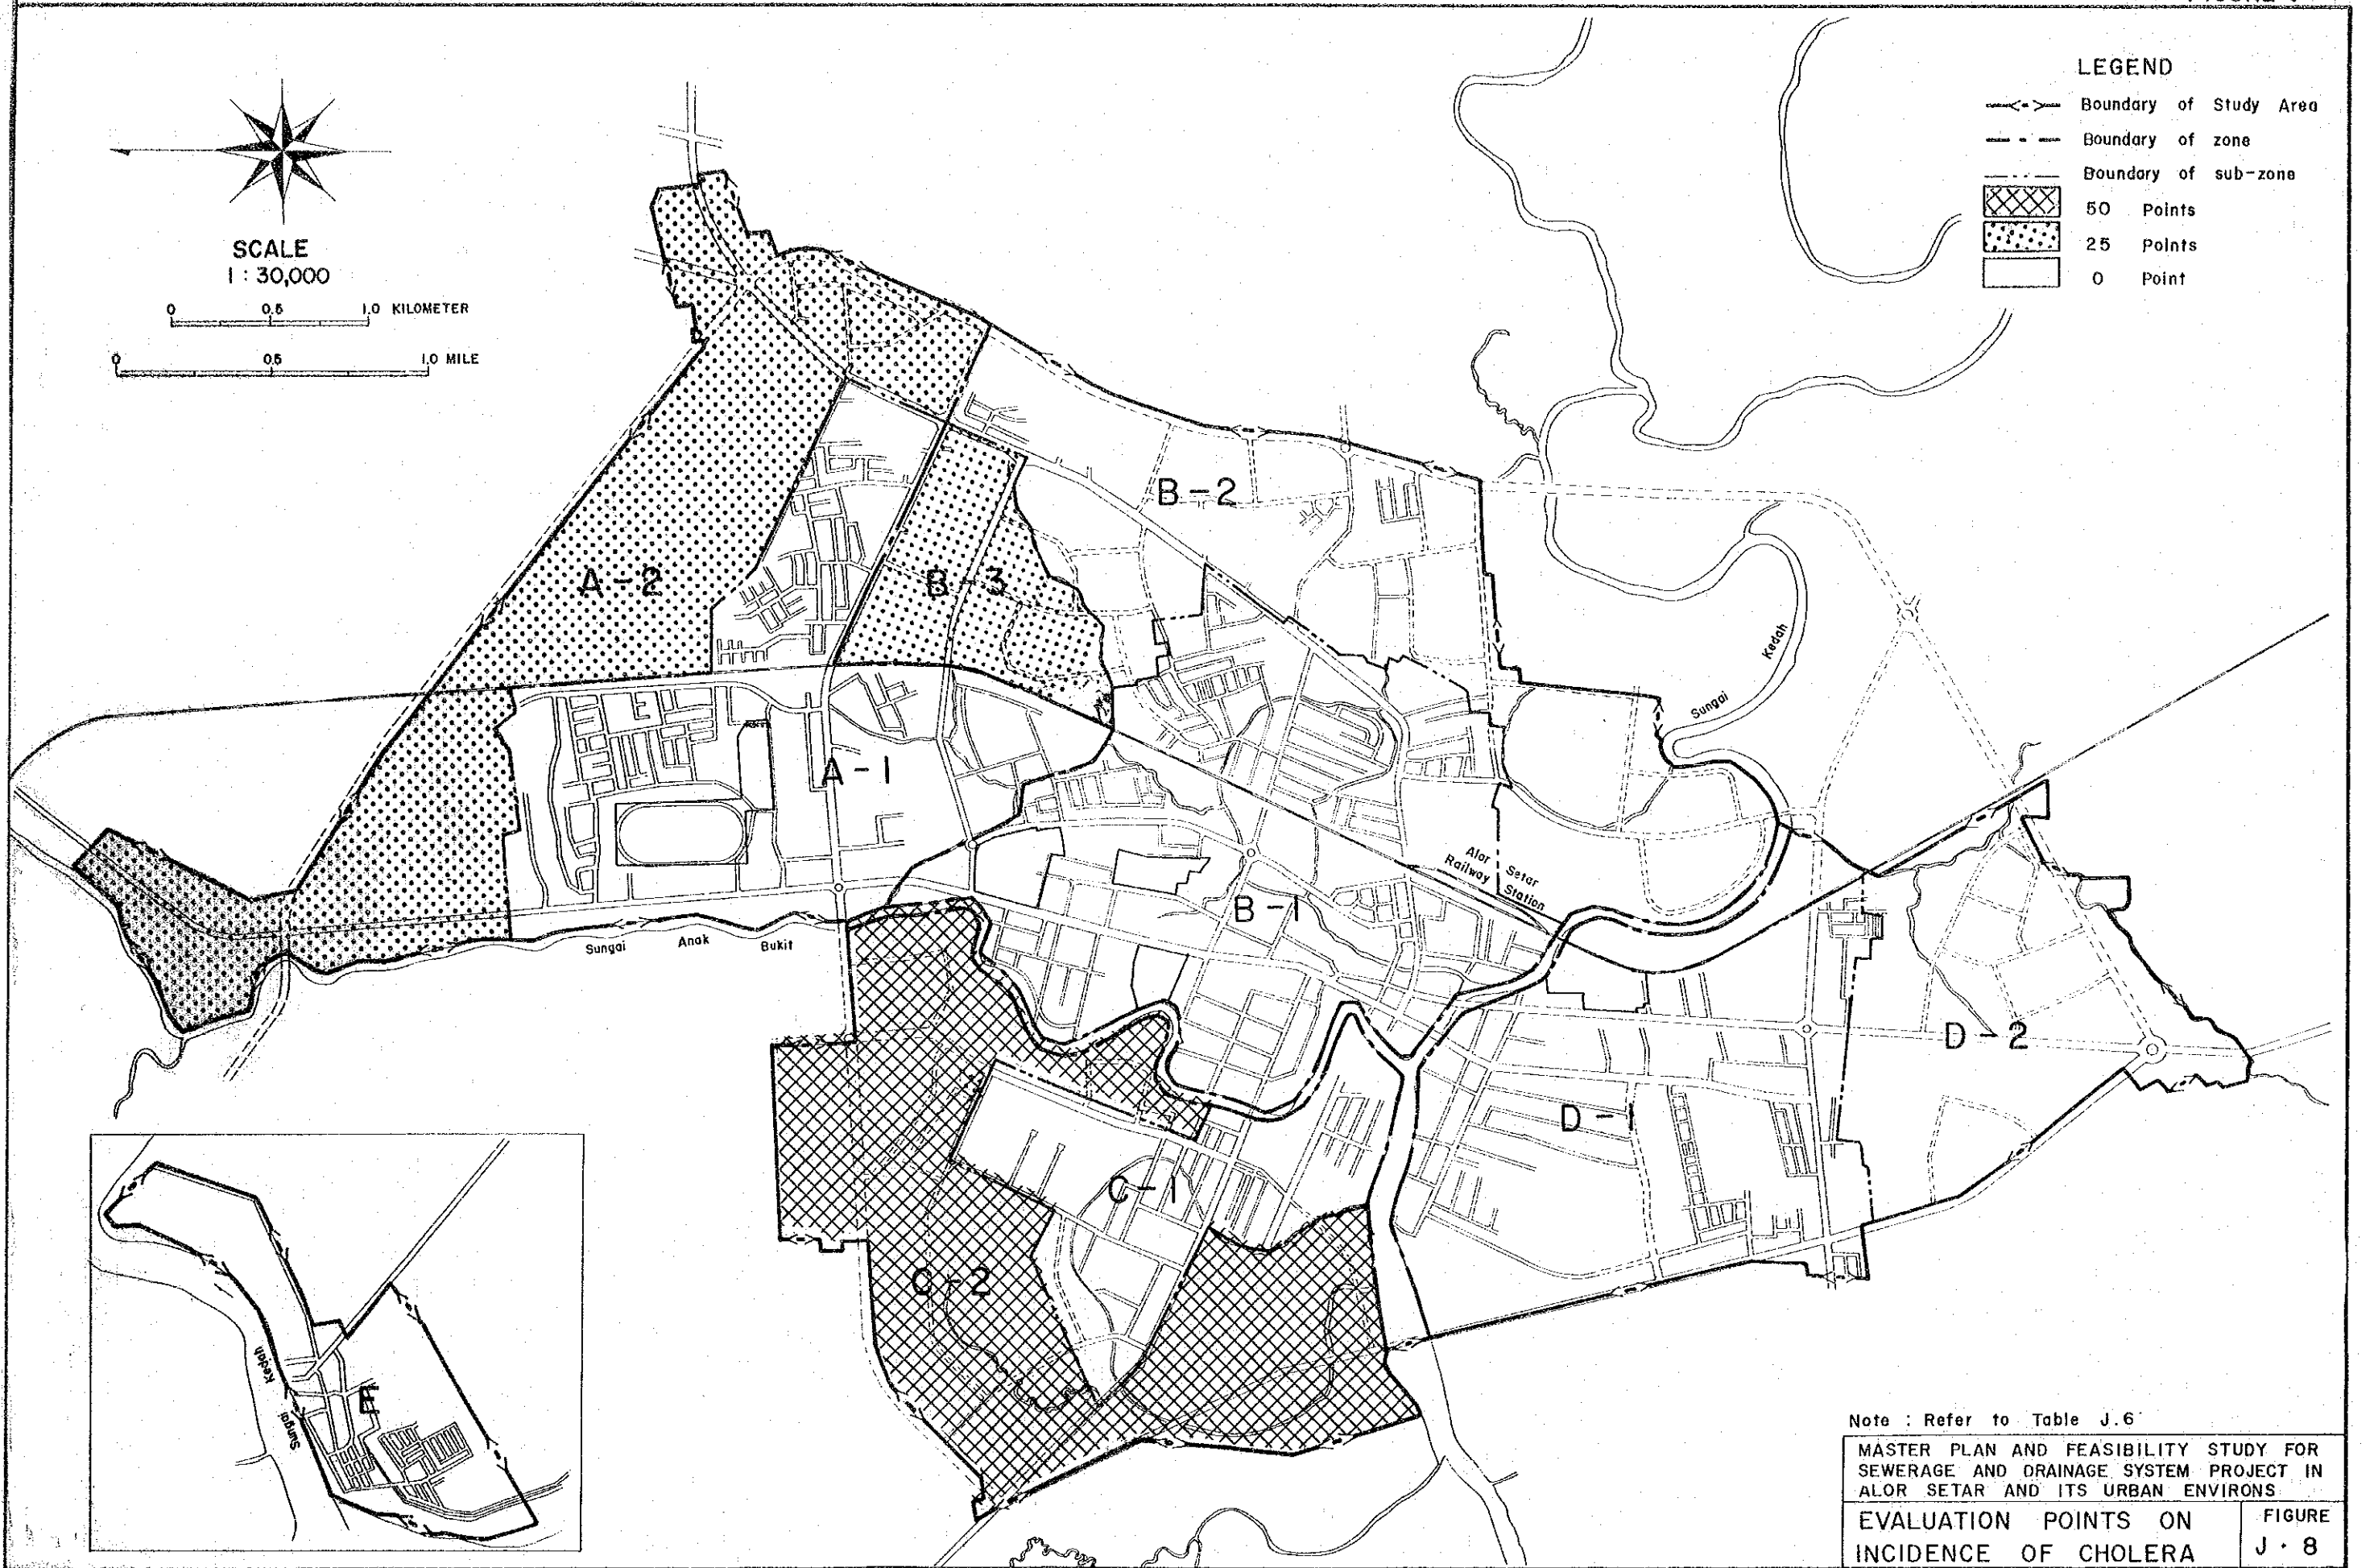 LEGEND
Boundary of Study Area
Boundary of zone
Boundary of sub-zone
50 Points
25 Points
0 Point
SCALE
1 : 30,000
0 0.5 1.0 KILOMETER
0 0.5 1.0 MILE
B-2
A-2
B-3
Kedah
Sungai
A-1
Alor Setar
Railway Station
B-1
Sungai Anak Bukit
D-2
D-1
C-1
C-2
Kedah
Sungai
E
Note : Refer to Table J.6
MASTER PLAN AND FEASIBILITY STUDY FOR
SEWERAGE AND DRAINAGE SYSTEM PROJECT IN
ALOR SETAR AND ITS URBAN ENVIRONS
EVALUATION POINTS ON
INCIDENCE OF CHOLERA
FIGURE
J · 8